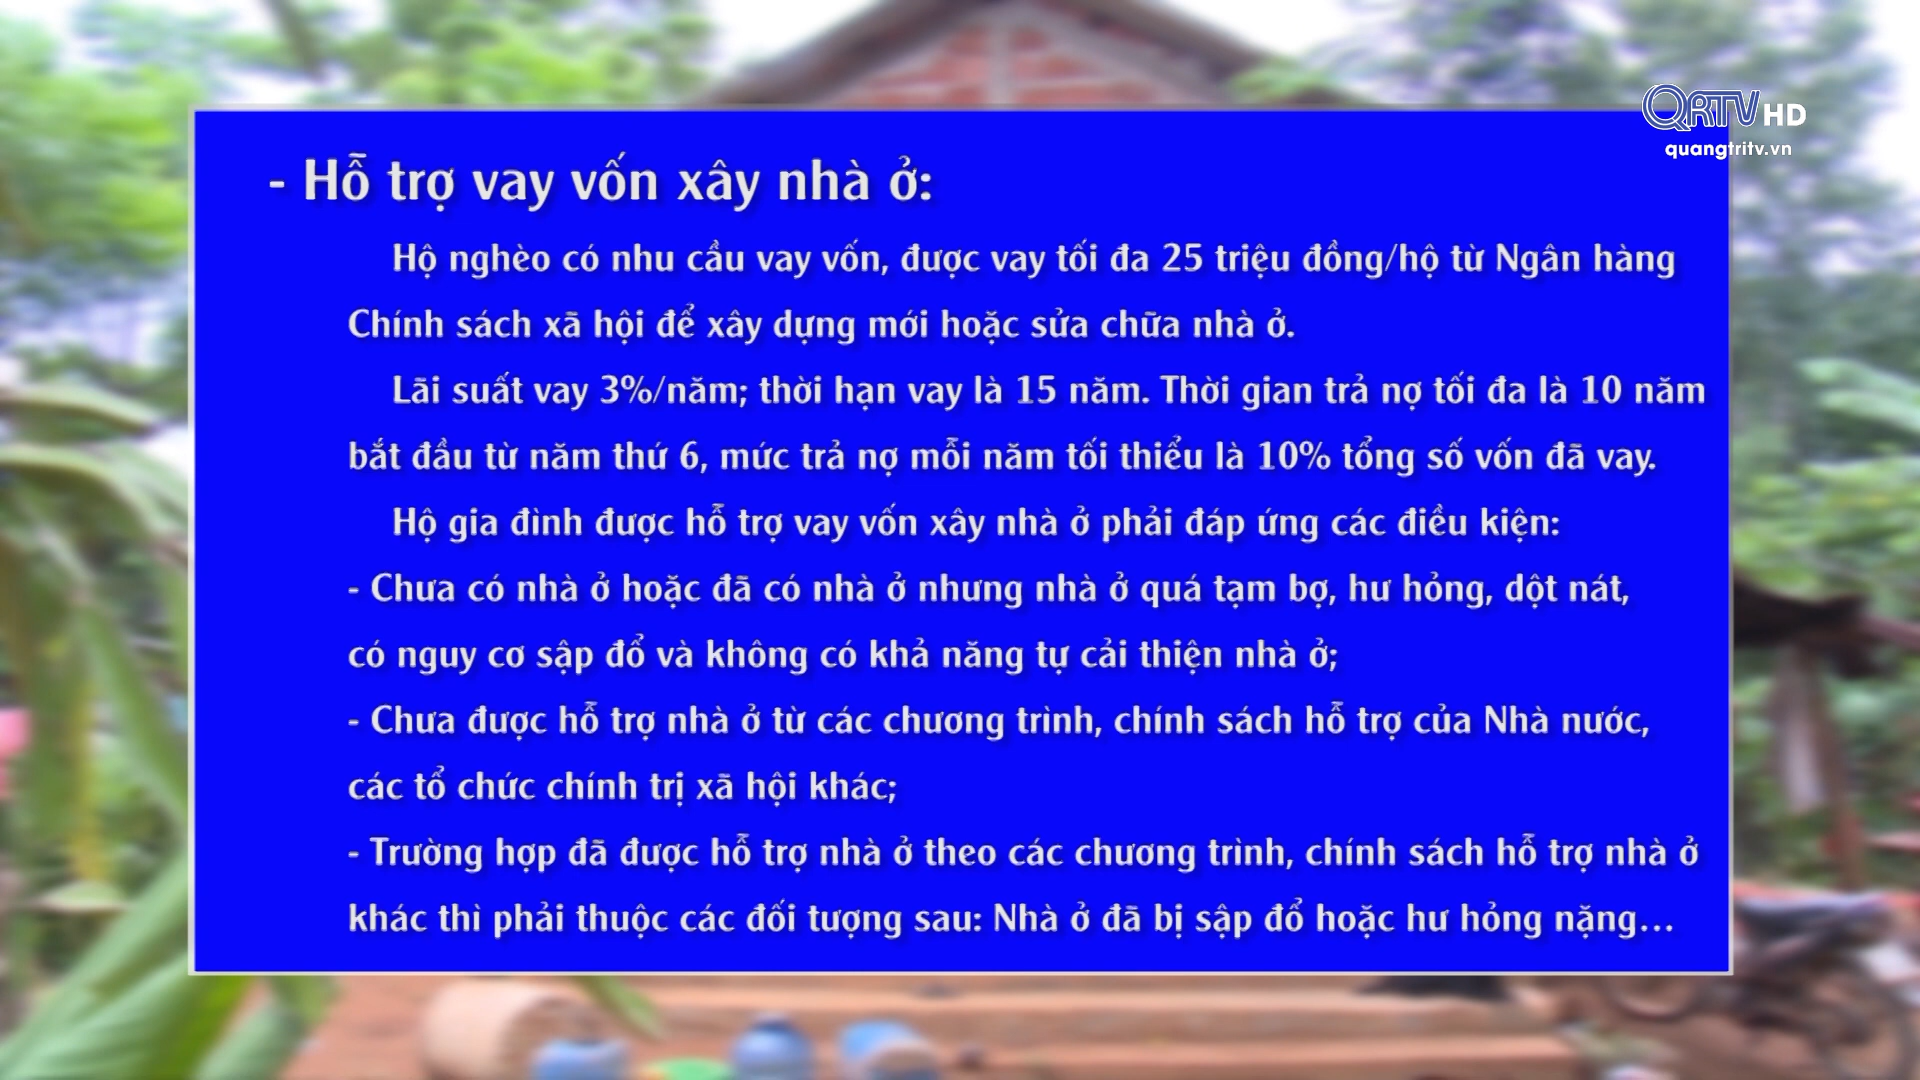 QRTV HD
quangtritv.vn
- Hỗ trợ vay vốn xây nhà ở:
Hộ nghèo có nhu cầu vay vốn, được vay tối đa 25 triệu đồng/hộ từ Ngân hàng
Chính sách xã hội để xây dựng mới hoặc sửa chữa nhà ở.
Lãi suất vay 3%/năm; thời hạn vay là 15 năm. Thời gian trả nợ tối đa là 10 năm
bắt đầu từ năm thứ 6, mức trả nợ mỗi năm tối thiểu là 10% tổng số vốn đã vay.
Hộ gia đình được hỗ trợ vay vốn xây nhà ở phải đáp ứng các điều kiện:
- Chưa có nhà ở hoặc đã có nhà ở nhưng nhà ở quá tạm bợ, hư hỏng, dột nát,
có nguy cơ sập đổ và không có khả năng tự cải thiện nhà ở;
- Chưa được hỗ trợ nhà ở từ các chương trình, chính sách hỗ trợ của Nhà nước,
các tổ chức chính trị xã hội khác;
- Trường hợp đã được hỗ trợ nhà ở theo các chương trình, chính sách hỗ trợ nhà ở
khác thì phải thuộc các đối tượng sau: Nhà ở đã bị sập đổ hoặc hư hỏng nặng...